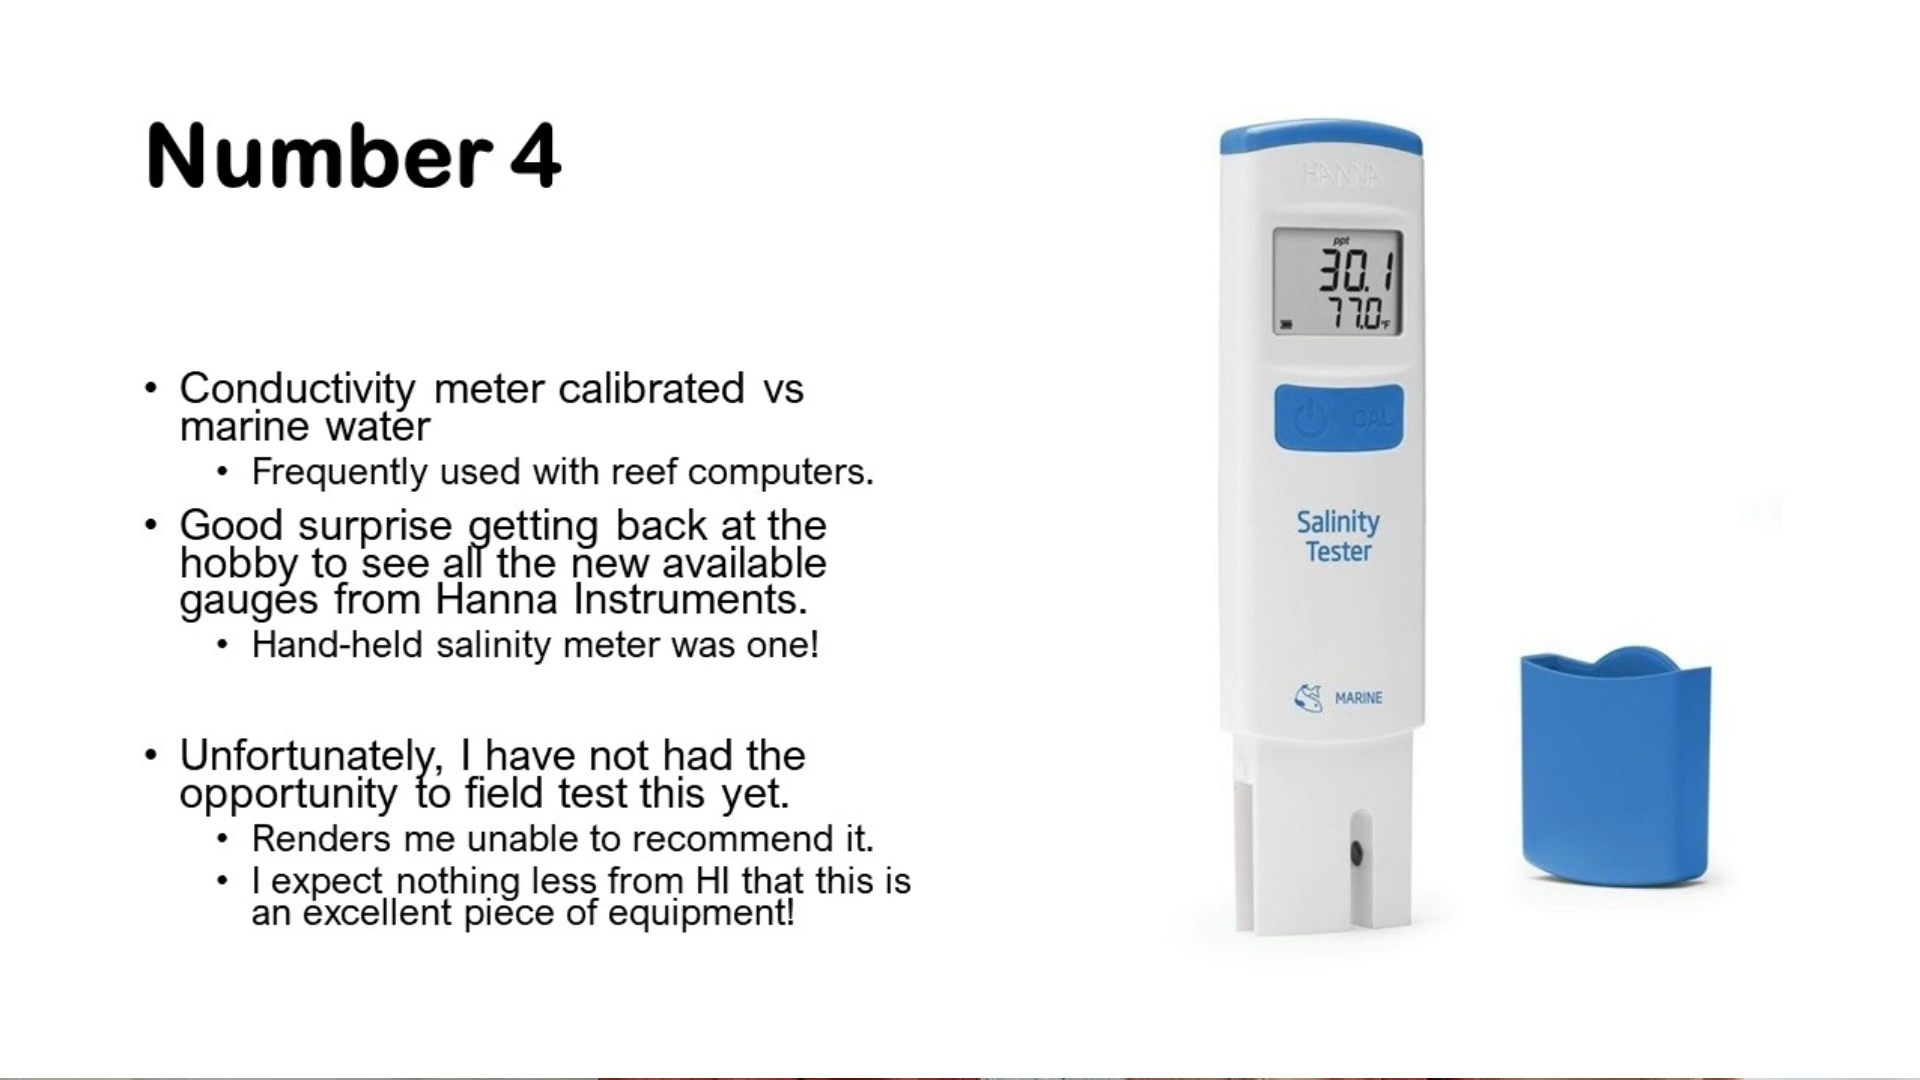 Number 4
• Conductivity meter calibrated vs
marine water
• Frequently used with reef computers.
• Good surprise getting back at the
hobby to see all the new available
gauges from Hanna Instruments.
• Hand-held salinity meter was one!
• Unfortunately, I have not had the
opportunity to field test this yet.
• Renders me unable to recommend it.
• I expect nothing less from HI that this is
an excellent piece of equipment!
HANNA
ppt
30.1
77.0°F
CAL
Salinity
Tester
MARINE